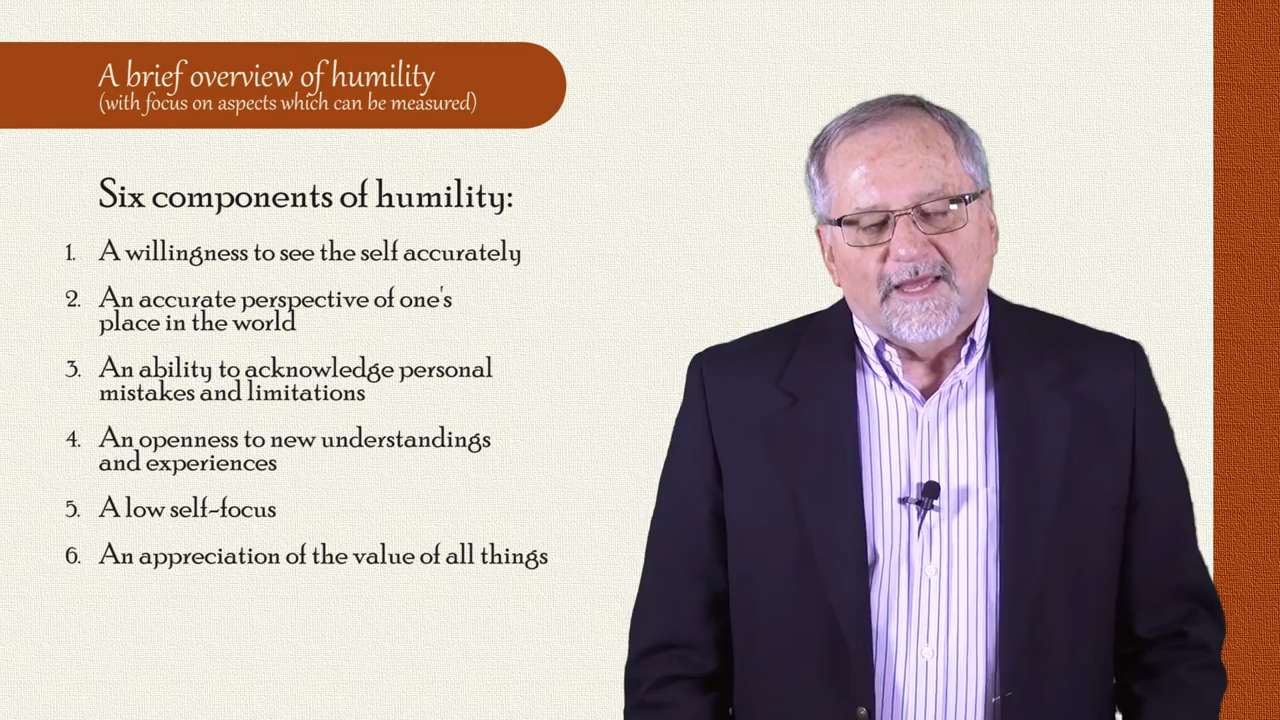 A brief overview of humility
(with focus on aspects which can be measured)
Six components of humility:
1. A willingness to see the self accurately
2. An accurate perspective of one's
place in the world
3. An ability to acknowledge personal
mistakes and limitations
4. An openness to new understandings
and experiences
5. A low self-focus
6. An appreciation of the value of all things